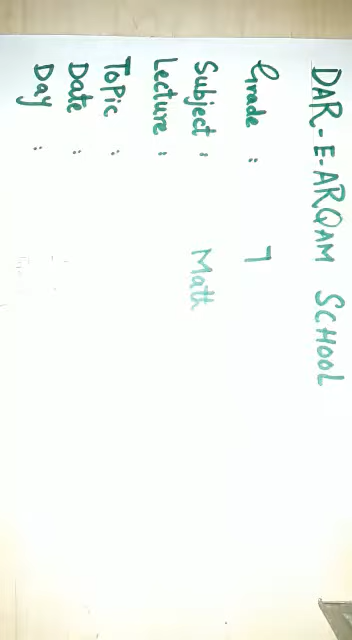 DAR-E-ARQAM SCHOOL
Grade : 7
Subject : Math
Lecture :
Topic :
Date :
Day :